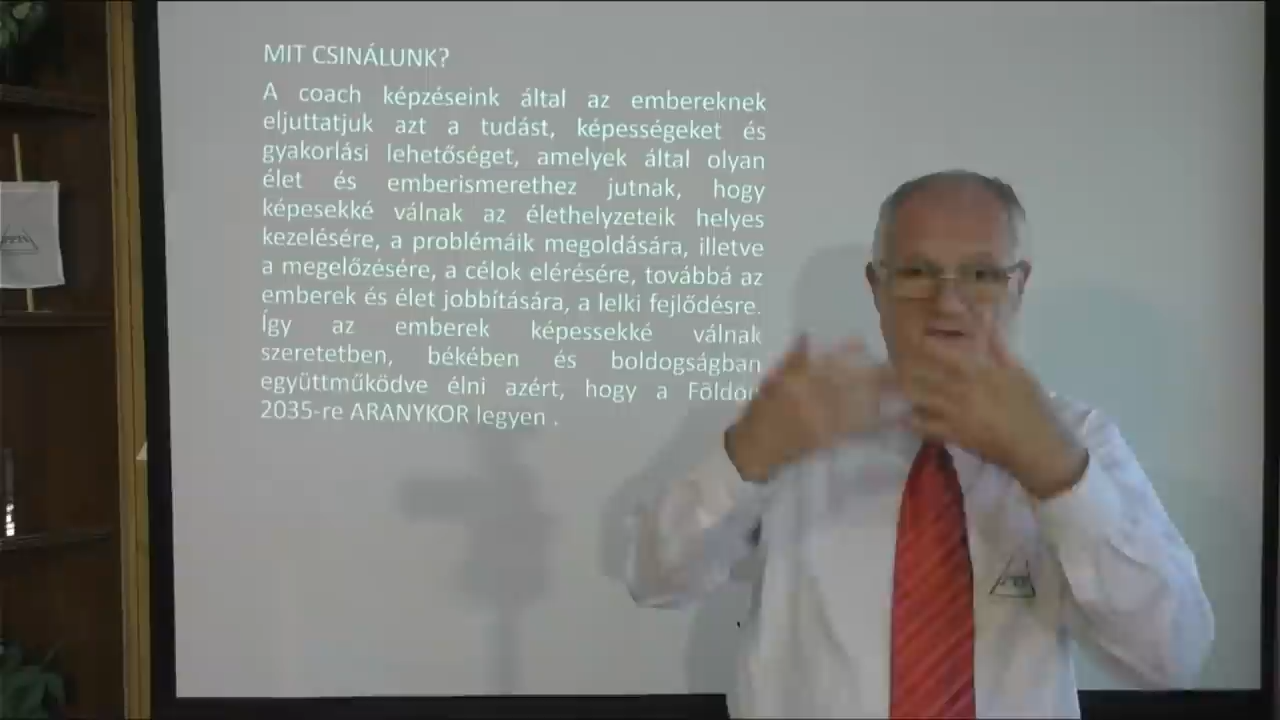 MIT CSINÁLUNK?
A coach képzéseink által az embereknek
eljuttatjuk azt a tudást, képességeket és
gyakorlási lehetőséget, amelyek által olyan
élet és emberismerethez jutnak, hogy
képesekké válnak az élethelyzeteik helyes
kezelésére, a problémáik megoldására, illetve
a megelőzésére, a célok elérésére, továbbá az
emberek és élet jobbítására, a lelki fejlődésre.
Így az emberek képessekké válnak
szeretetben, békében és boldogságban
együttműködve élni azért, hogy a Földön
2035-re ARANYKOR legyen .